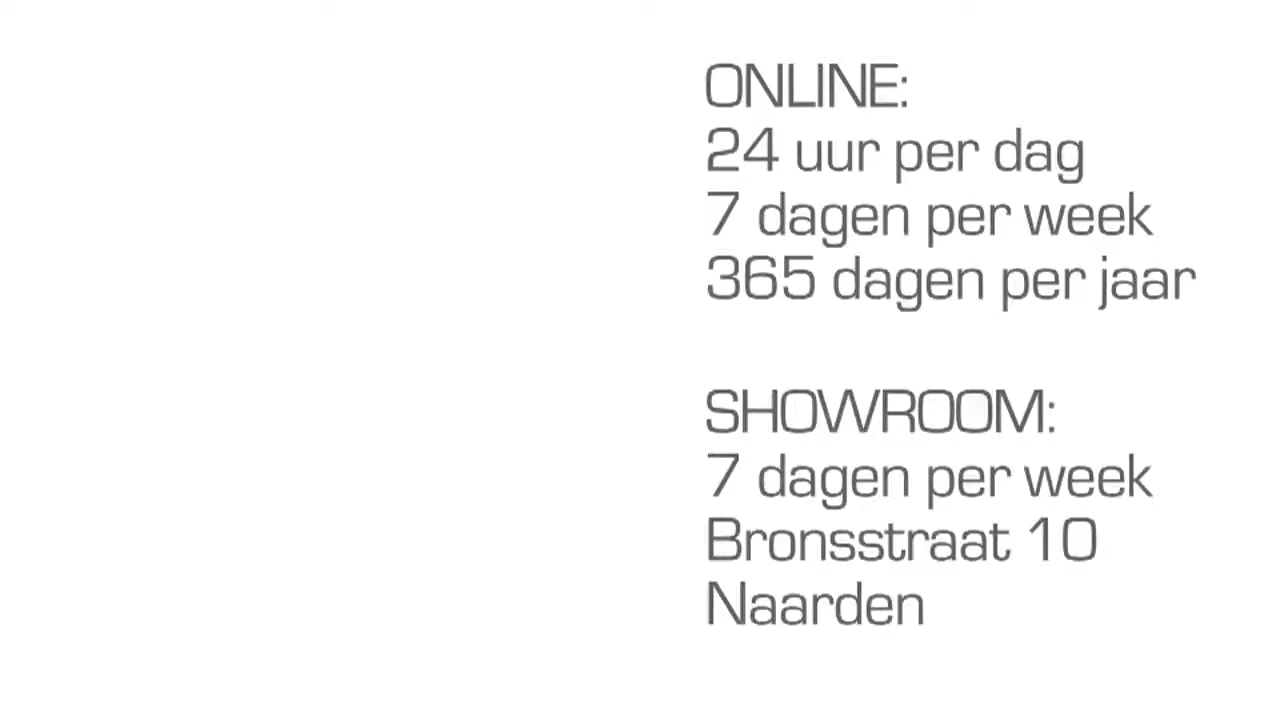 ONLINE:
24 uur per dag
7 dagen per week
365 dagen per jaar
SHOWROOM:
7 dagen per week
Bronsstraat 10
Naarden